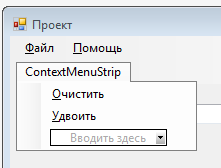 Проект
Файл Помощь
ContextMenuStrip
Очистить
Удвоить
Вводить здесь